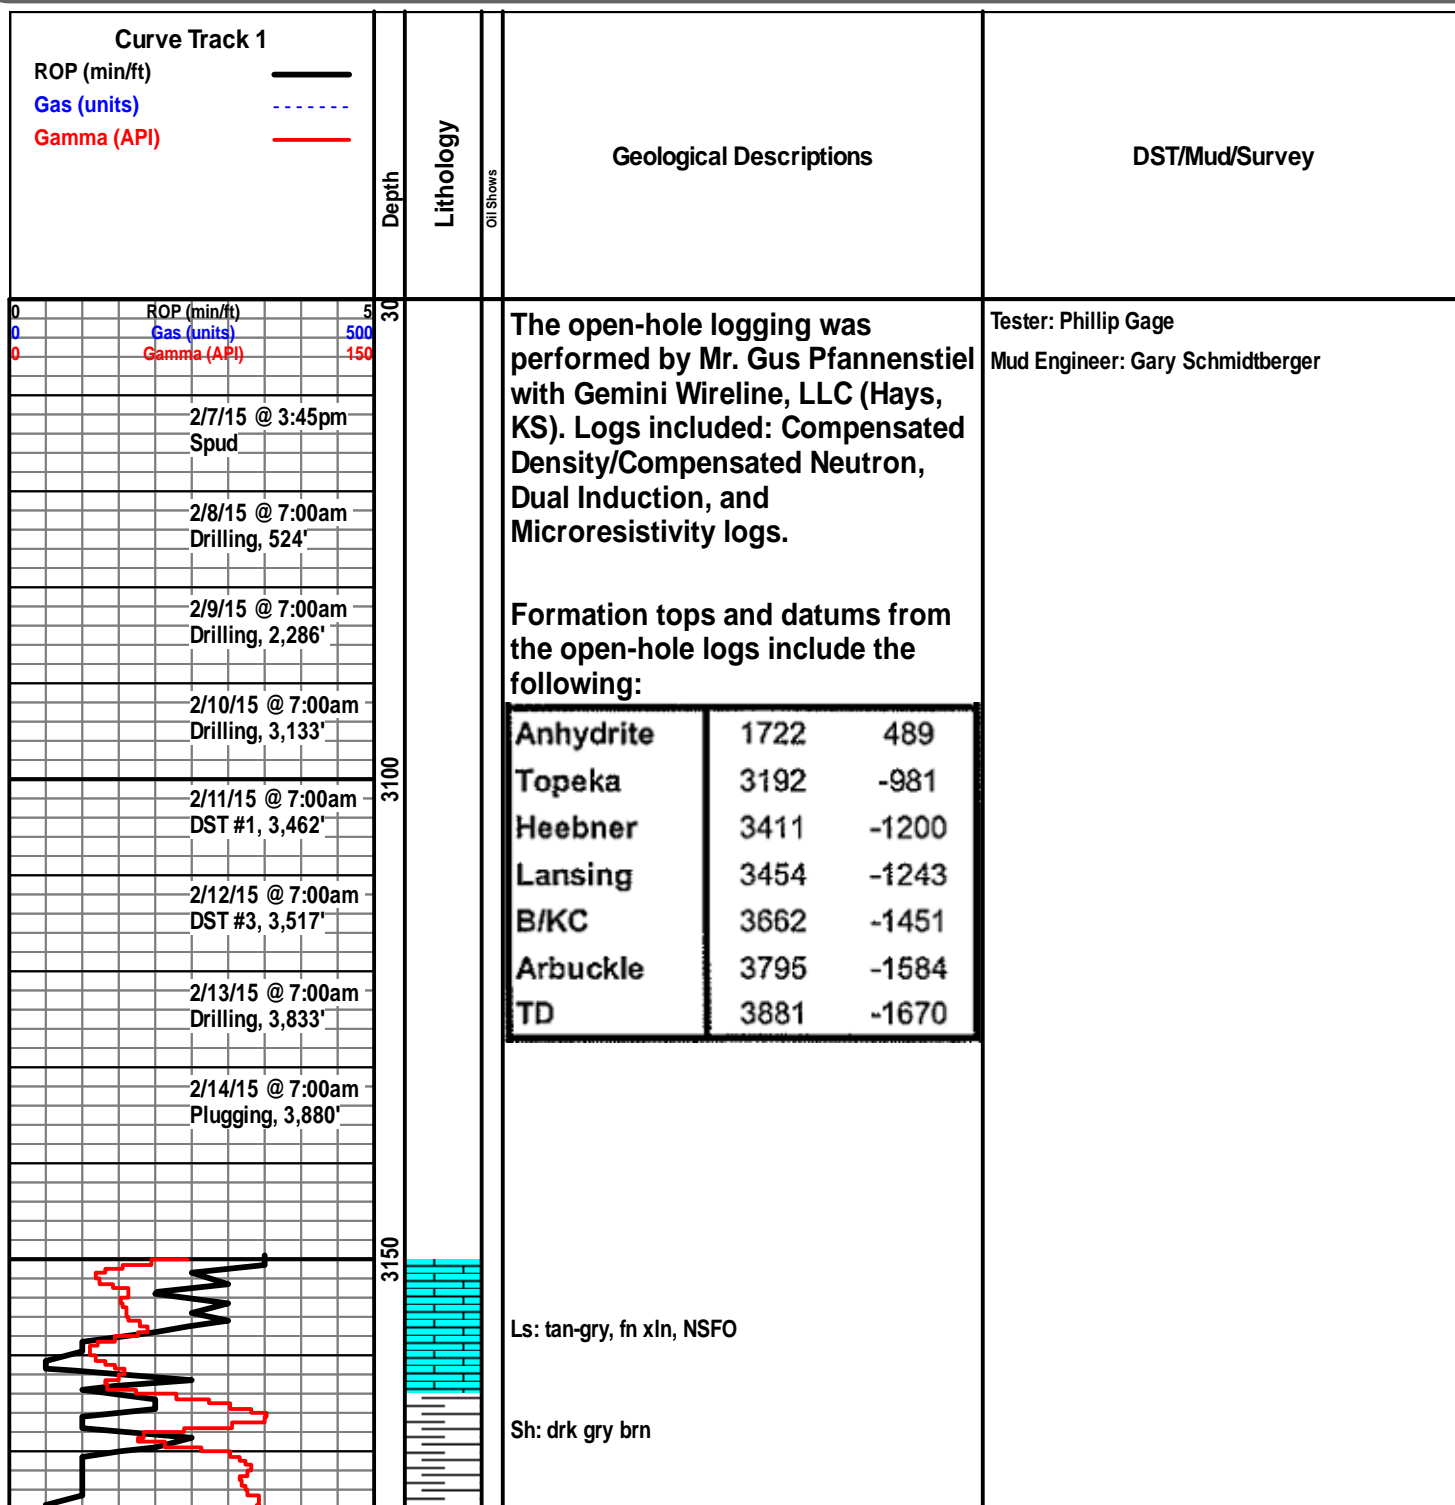 Curve Track 1
ROP (min/ft)
Gas (units)
Gamma (API)
Depth
Lithology
Oil Shows
Geological Descriptions
DST/Mud/Survey
0 ROP (min/ft) 5
0 Gas (units) 500
0 Gamma (API) 150
30
2/7/15 @ 3:45pm
Spud
2/8/15 @ 7:00am
Drilling, 524'
2/9/15 @ 7:00am
Drilling, 2,286'
2/10/15 @ 7:00am
Drilling, 3,133'
3100
2/11/15 @ 7:00am
DST #1, 3,462'
2/12/15 @ 7:00am
DST #3, 3,517'
2/13/15 @ 7:00am
Drilling, 3,833'
2/14/15 @ 7:00am
Plugging, 3,880'
3150
The open-hole logging was
performed by Mr. Gus Pfannenstiel
with Gemini Wireline, LLC (Hays,
KS). Logs included: Compensated
Density/Compensated Neutron,
Dual Induction, and
Microresistivity logs.
Formation tops and datums from
the open-hole logs include the
following:
Anhydrite 1722 489
Topeka 3192 -981
Heebner 3411 -1200
Lansing 3454 -1243
B/KC 3662 -1451
Arbuckle 3795 -1584
TD 3881 -1670
Ls: tan-gry, fn xln, NSFO
Sh: drk gry brn
Tester: Phillip Gage
Mud Engineer: Gary Schmidtberger